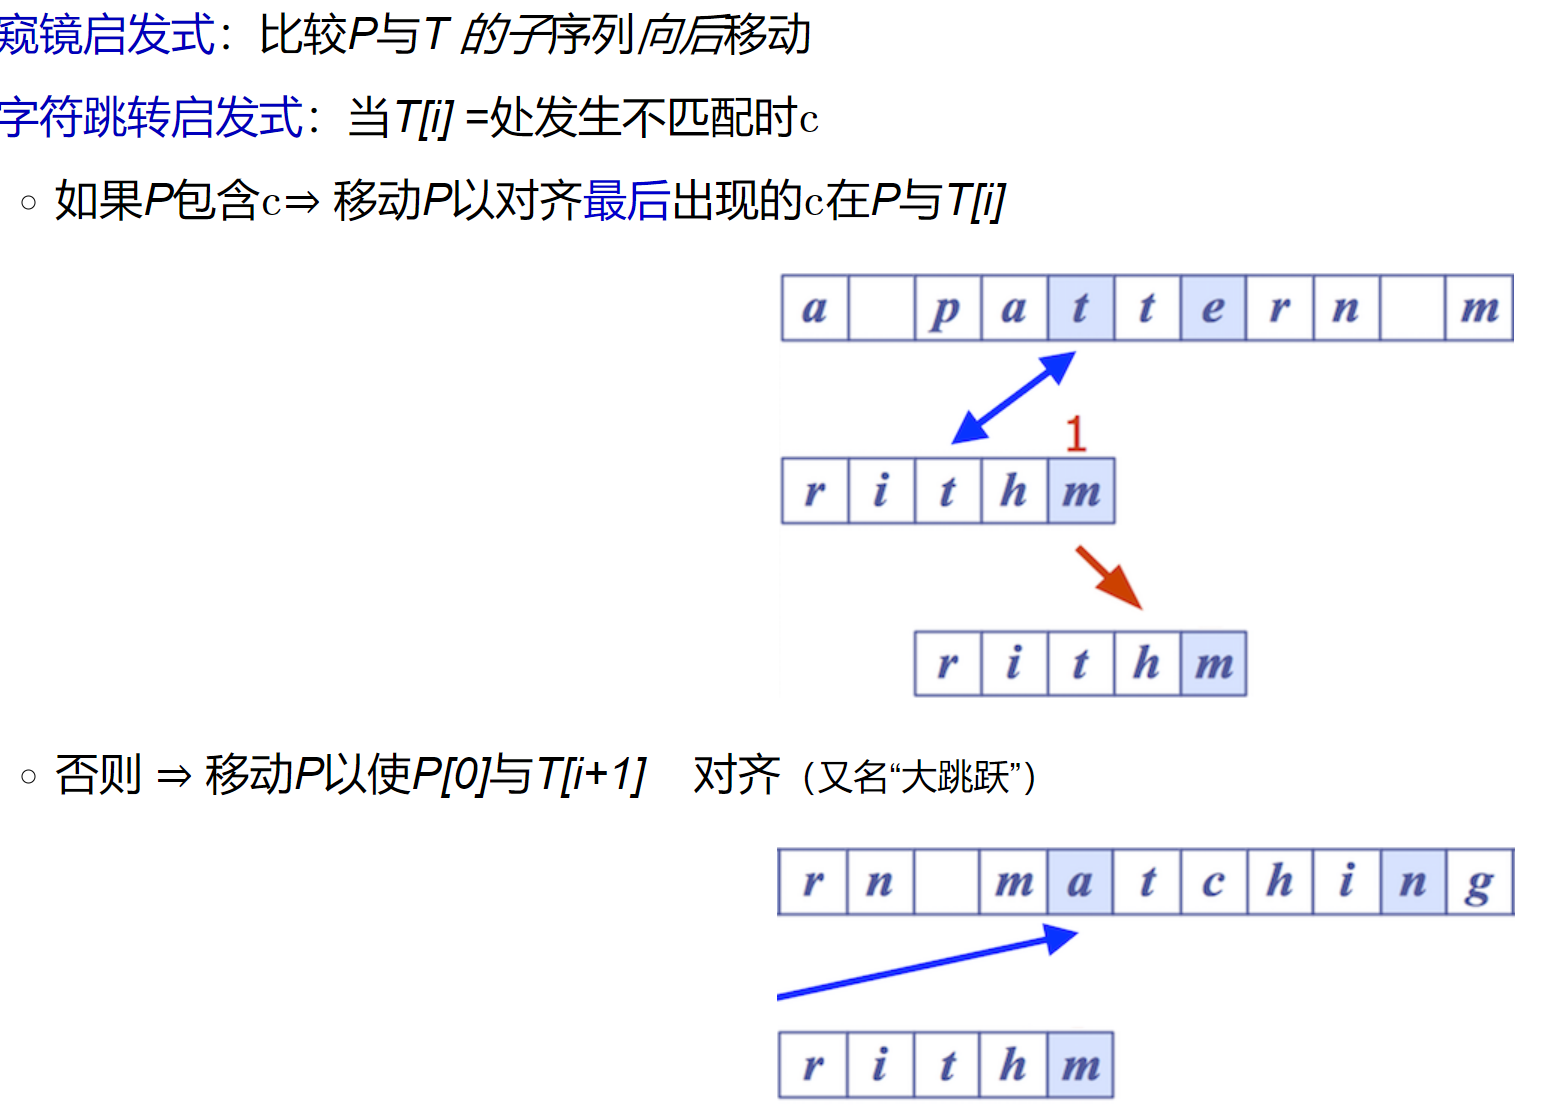 窥镜启发式：比较P与T 的子序列向后移动
字符跳转启发式：当T[i] =处发生不匹配时c
○ 如果P包含c⇒ 移动P以对齐最后出现的c在P与T[i]
a p a t t e r n m
1
r i t h m
r i t h m
○ 否则 ⇒ 移动P以使P[0]与T[i+1] 对齐（又名“大跳跃”）
r n m a t c h i n g
r i t h m